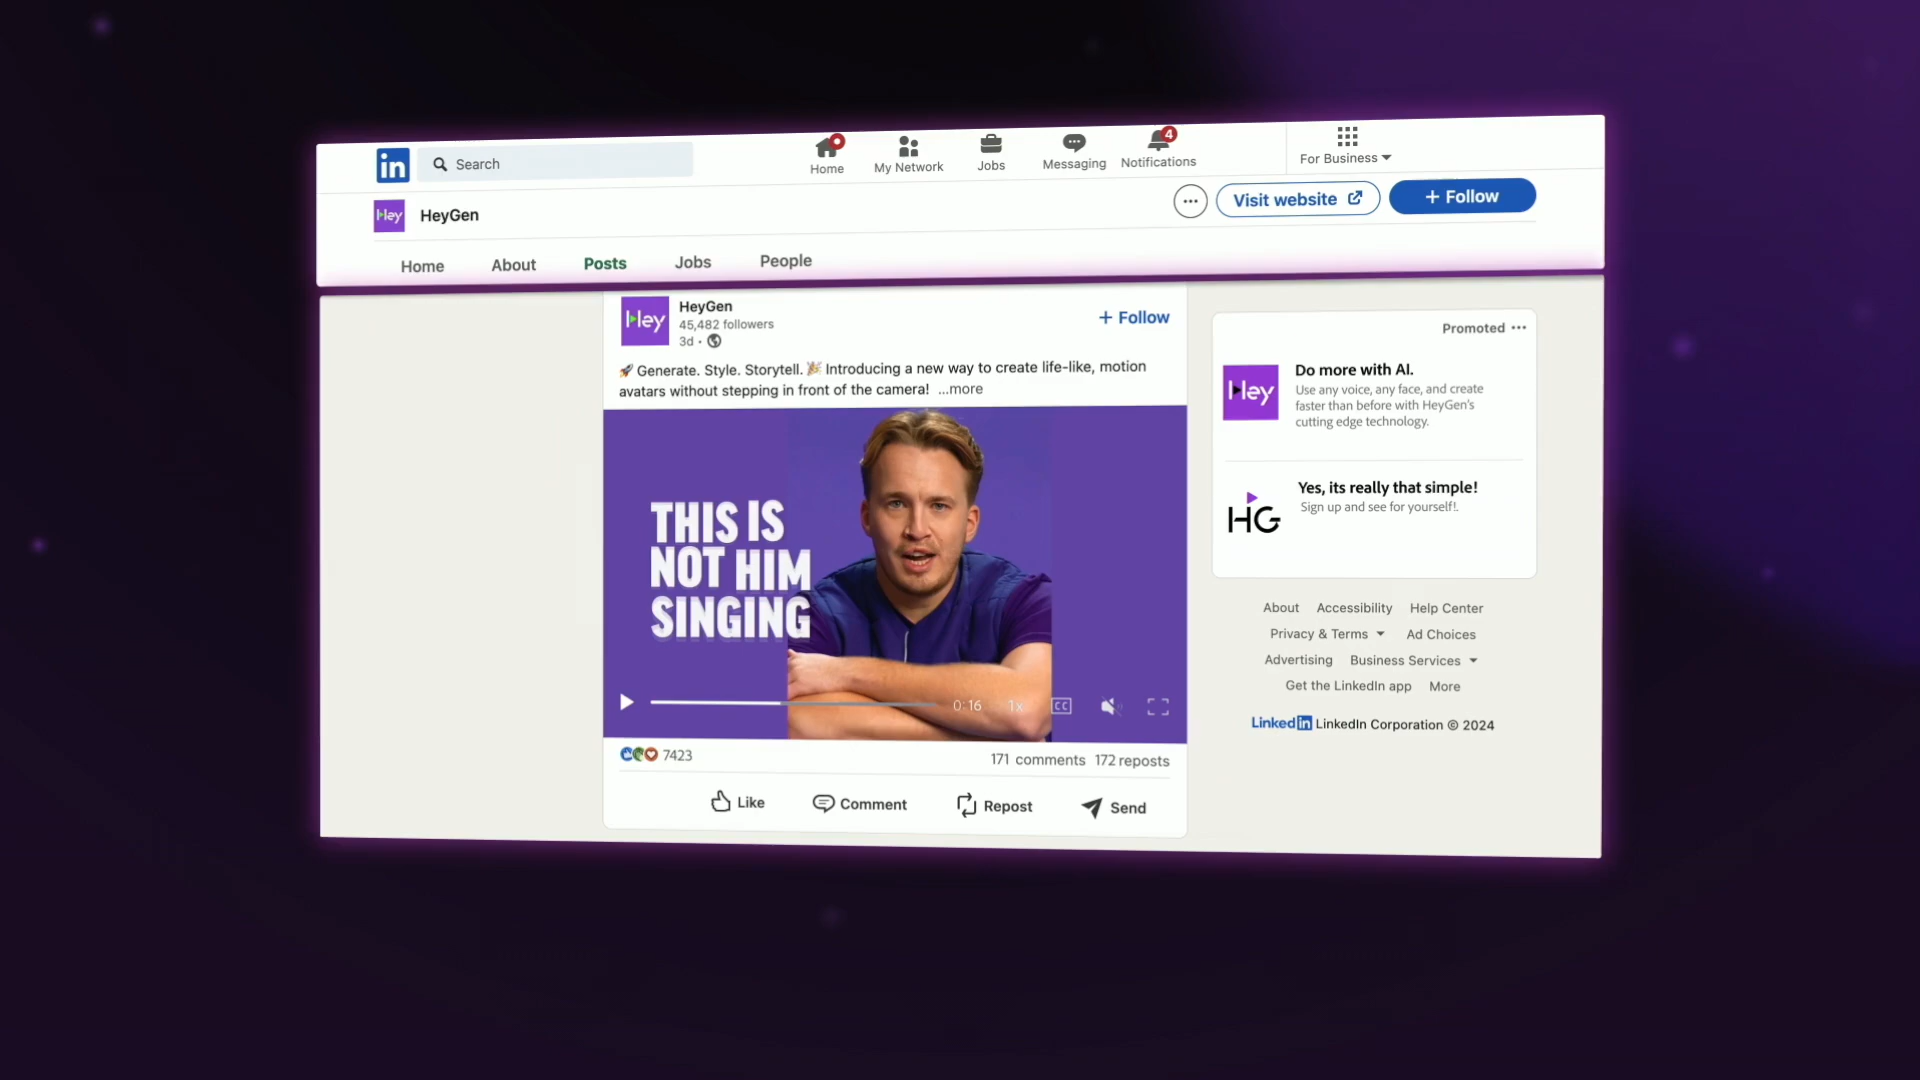 in
Search
Home
My Network
Jobs
Messaging
4
Notifications
For Business
Hey
HeyGen
Visit website
+ Follow
Home
About
Posts
Jobs
People
Hey
HeyGen
45,482 followers
3d •
+ Follow
🚀 Generate. Style. Storytell. 🎉 Introducing a new way to create life-like, motion
avatars without stepping in front of the camera! ...more
THIS IS
NOT HIM
SINGING
0:16
1x
CC
7423
171 comments
172 reposts
Like
Comment
Repost
Send
Promoted
Hey
Do more with AI.
Use any voice, any face, and create
faster than before with HeyGen's
cutting edge technology.
HG
Yes, its really that simple!
Sign up and see for yourself!.
About Accessibility Help Center
Privacy & Terms Ad Choices
Advertising Business Services
Get the LinkedIn app More
LinkedIn LinkedIn Corporation © 2024